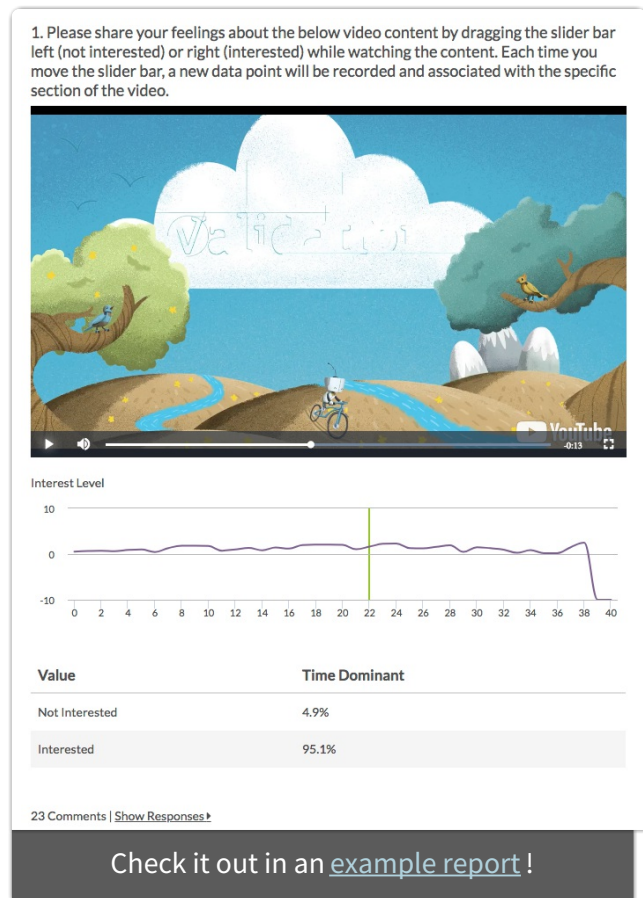 1. Please share your feelings about the below video content by dragging the slider bar
left (not interested) or right (interested) while watching the content. Each time you
move the slider bar, a new data point will be recorded and associated with the specific
section of the video.
YouTube
-0:13
Interest Level
10
0
-10
0 2 4 6 8 10 12 14 16 18 20 22 24 26 28 30 32 34 36 38 40
Value Time Dominant
Not Interested 4.9%
Interested 95.1%
23 Comments | Show Responses
Check it out in an example report!